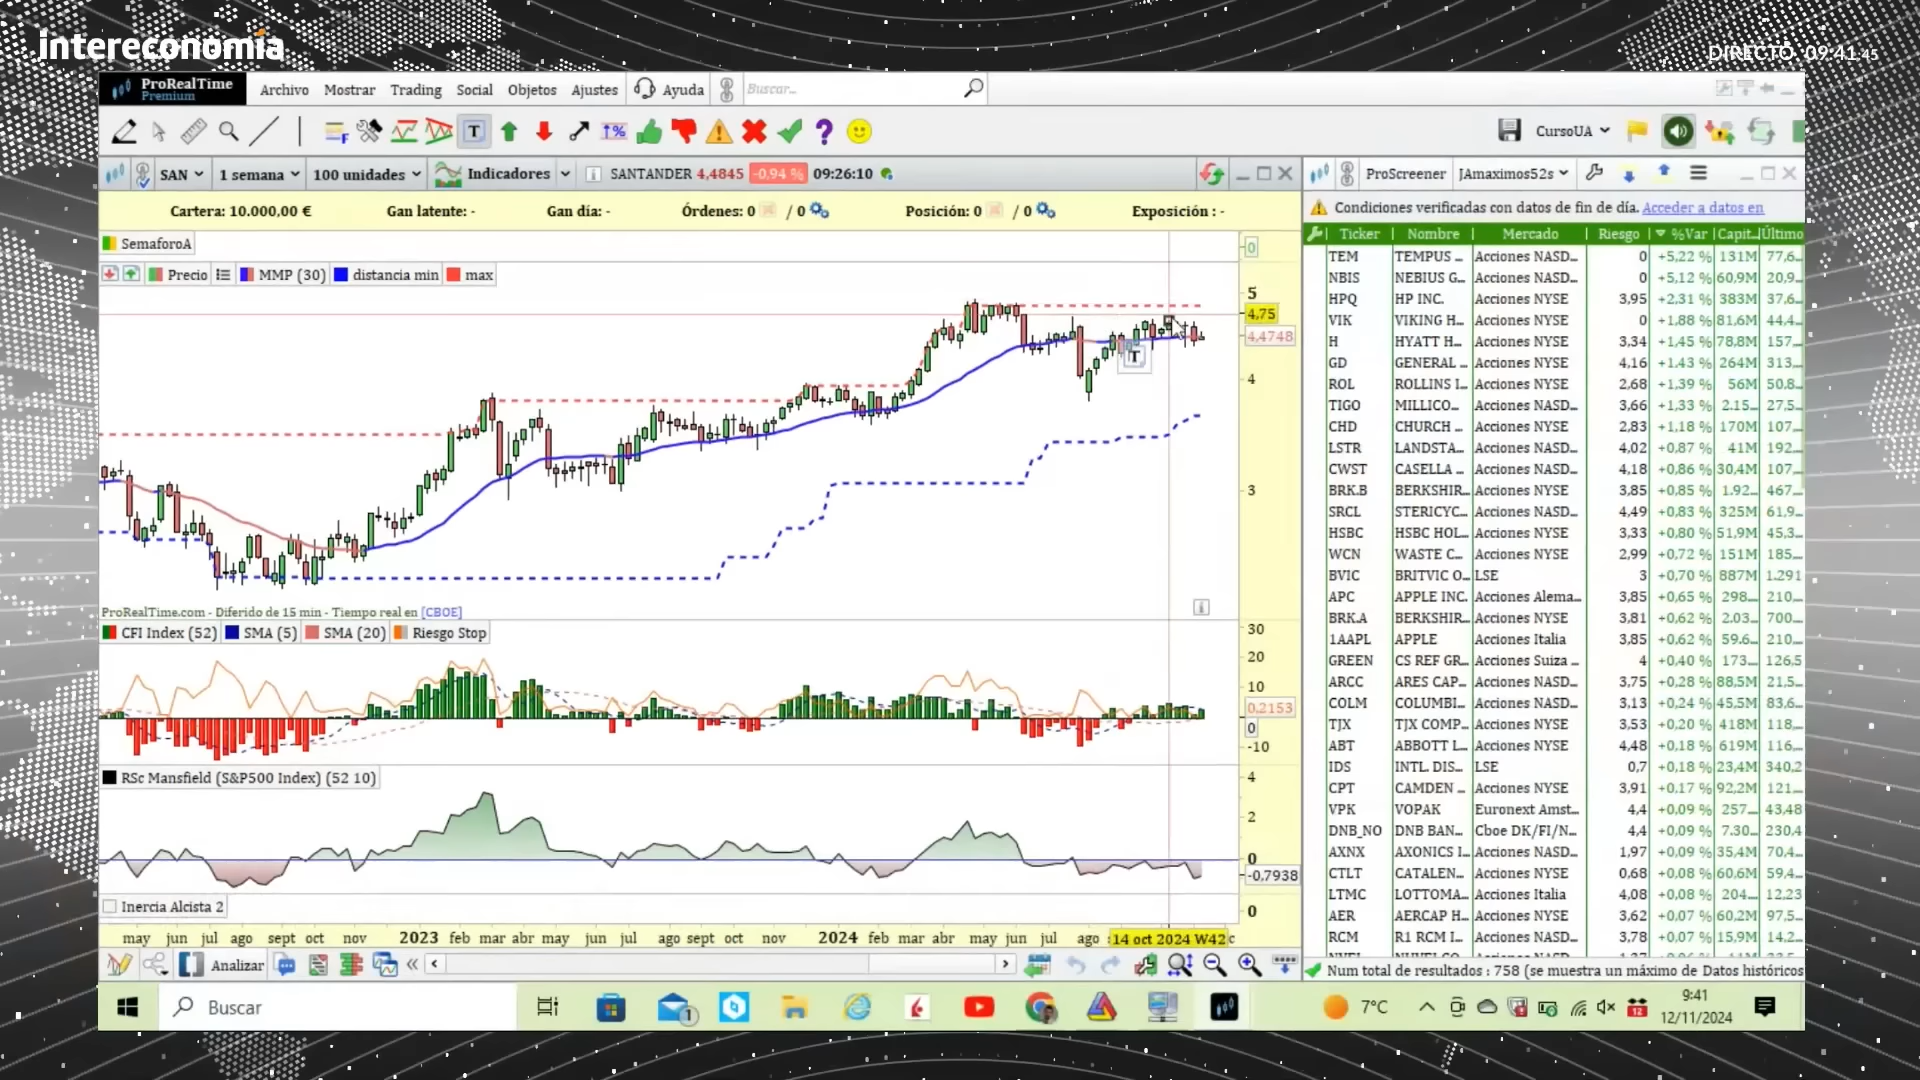 intereconomía
DIRECTO 09:41:45
ProRealTime
Premium
Archivo Mostrar Trading Social Objetos Ajustes Ayuda Buscar...
CursoUA
SAN 1 semana 100 unidades Indicadores SANTANDER 4,4845 -0,94 % 09:26:10
ProScreener JAmaximos52s
Cartera: 10.000,00 € Gan latente: - Gan día: - Órdenes: 0 / 0 Posición: 0 / 0 Exposición : -
Condiciones verificadas con datos de fin de día. Acceder a datos en
Ticker Nombre Mercado Riesgo %Var Capit... Último
SemaforoA
0
Precio MMP (30) distancia min max
5
4,75
4,4748
4
3
ProRealTime.com - Diferido de 15 min - Tiempo real en [CBOE]
CFI Index (52) SMA (5) SMA (20) Riesgo Stop
30
20
10
0,2153
0
-10
RSc Mansfield (S&P500 Index) (52 10)
4
2
0
-0,7938
Inercia Alcista 2
0
may jun jul ago sept oct nov 2023 feb mar abr may jun jul ago sept oct nov 2024 feb mar abr may jun jul ago 14 oct 2024 W42
Analizar
TEM TEMPUS ... Acciones NASD... 0 +5,22 % 131M 77,6...
NBIS NEBIUS G... Acciones NASD... 0 +5,12 % 60,9M 20,9...
HPQ HP INC. Acciones NYSE 3,95 +2,31 % 383M 37,6...
VIK VIKING H... Acciones NYSE 0 +1,88 % 81,6M 44,4...
H HYATT H... Acciones NYSE 3,34 +1,45 % 78,8M 157,...
GD GENERAL ... Acciones NYSE 4,16 +1,43 % 264M 313,...
ROL ROLLINS I... Acciones NYSE 2,68 +1,39 % 56M 50,8...
TIGO MILLICO... Acciones NASD... 3,66 +1,33 % 2.15... 27,5...
CHD CHURCH ... Acciones NYSE 2,83 +1,18 % 170M 107,...
LSTR LANDSTA... Acciones NASD... 4,02 +0,87 % 41M 192,...
CWST CASELLA ... Acciones NASD... 4,18 +0,86 % 30,4M 107,...
BRK.B BERKSHIR... Acciones NYSE 3,85 +0,85 % 1.92... 467,...
SRCL STERICYC... Acciones NASD... 4,49 +0,83 % 325M 61,9...
HSBC HSBC HOL... Acciones NYSE 3,33 +0,80 % 51,9M 45,3...
WCN WASTE C... Acciones NYSE 2,99 +0,72 % 151M 185,...
BVIC BRITVIC O... LSE 3 +0,70 % 887M 1.291
APC APPLE INC. Acciones Alema... 3,85 +0,65 % 298... 210,...
BRK.A BERKSHIR... Acciones NYSE 3,81 +0,62 % 2.03... 700...
1AAPL APPLE Acciones Italia 3,85 +0,62 % 59.6... 210,...
GREEN CS REF GR... Acciones Suiza ... 4 +0,40 % 173... 126,5
ARCC ARES CAP... Acciones NASD... 3,75 +0,28 % 88,5M 21,5...
COLM COLUMBI... Acciones NASD... 3,13 +0,24 % 45,5M 83,6...
TJX TJX COMP... Acciones NYSE 3,53 +0,20 % 418M 118,...
ABT ABBOTT L... Acciones NYSE 4,48 +0,18 % 619M 116,...
IDS INTL. DIS... LSE 0,7 +0,18 % 23,4M 340,2
CPT CAMDEN ... Acciones NYSE 3,91 +0,17 % 92,2M 121,...
VPK VOPAK Euronext Amst... 4,4 +0,09 % 257... 43,48
DNB_NO DNB BAN... Cboe DK/FI/N... 4,4 +0,09 % 7.30... 230,4
AXNX AXONICS I... Acciones NASD... 1,97 +0,09 % 35,4M 70,4...
CTLT CATALEN... Acciones NYSE 0,68 +0,08 % 60,6M 59,4...
LTMC LOTTOMA... Acciones Italia 4,08 +0,08 % 204... 12,23
AER AERCAP H... Acciones NYSE 3,62 +0,07 % 60,2M 97,5...
RCM R1 RCM I... Acciones NASD... 3,78 +0,07 % 15,9M 14,2...
Num total de resultados : 758 (se muestra un máximo de Datos históricos
Buscar
1
7°C
12
9:41
12/11/2024